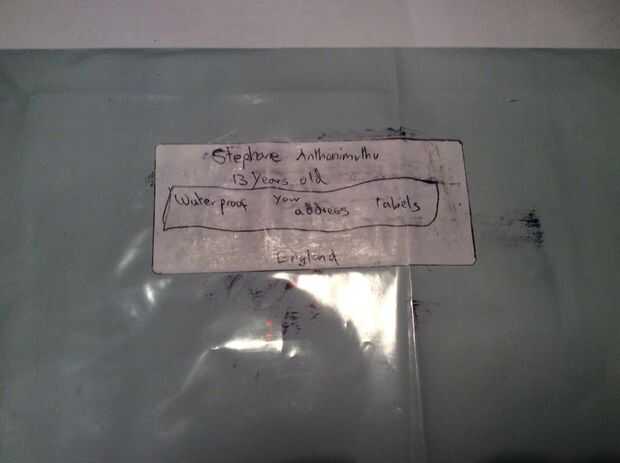 Stephane Anthonimuthu
13 Years old
Waterproof your address labels
England